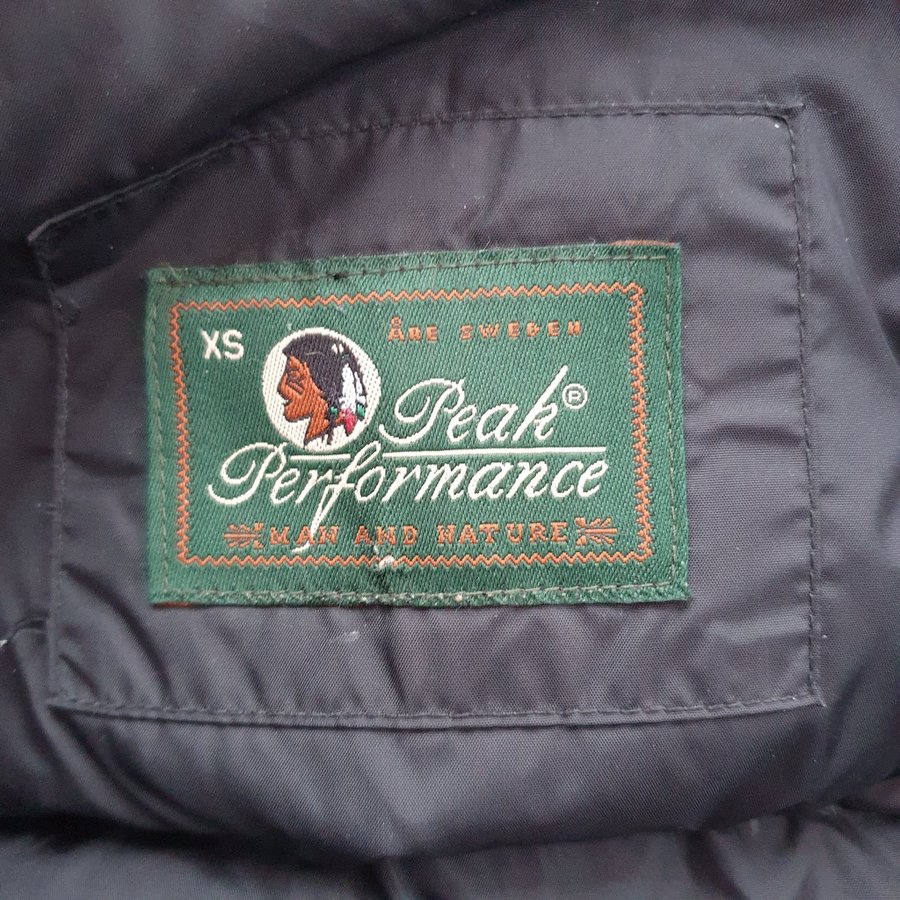 XS
ÅRE SWEDEN
Peak®
Performance
MAN AND NATURE